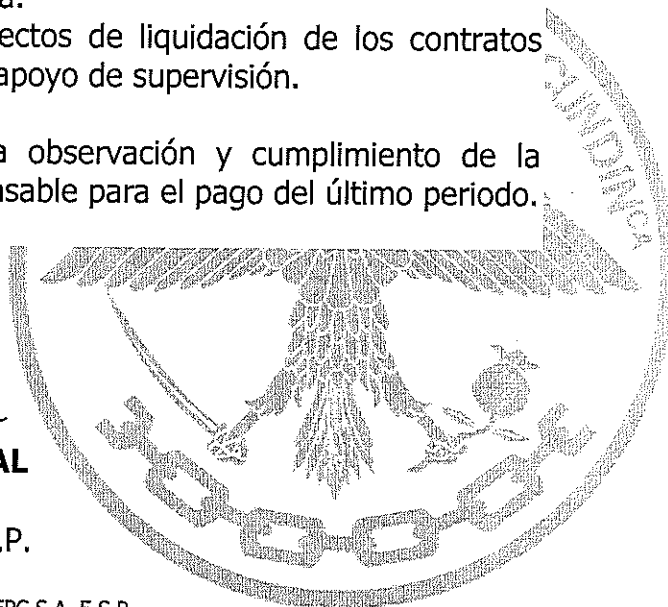 a.
ectos de liquidación de los contratos
apoyo de supervisión.
a observación y cumplimiento de la
nsable para el pago del último periodo.
AL
.P.
EPC S.A. E.S.P.